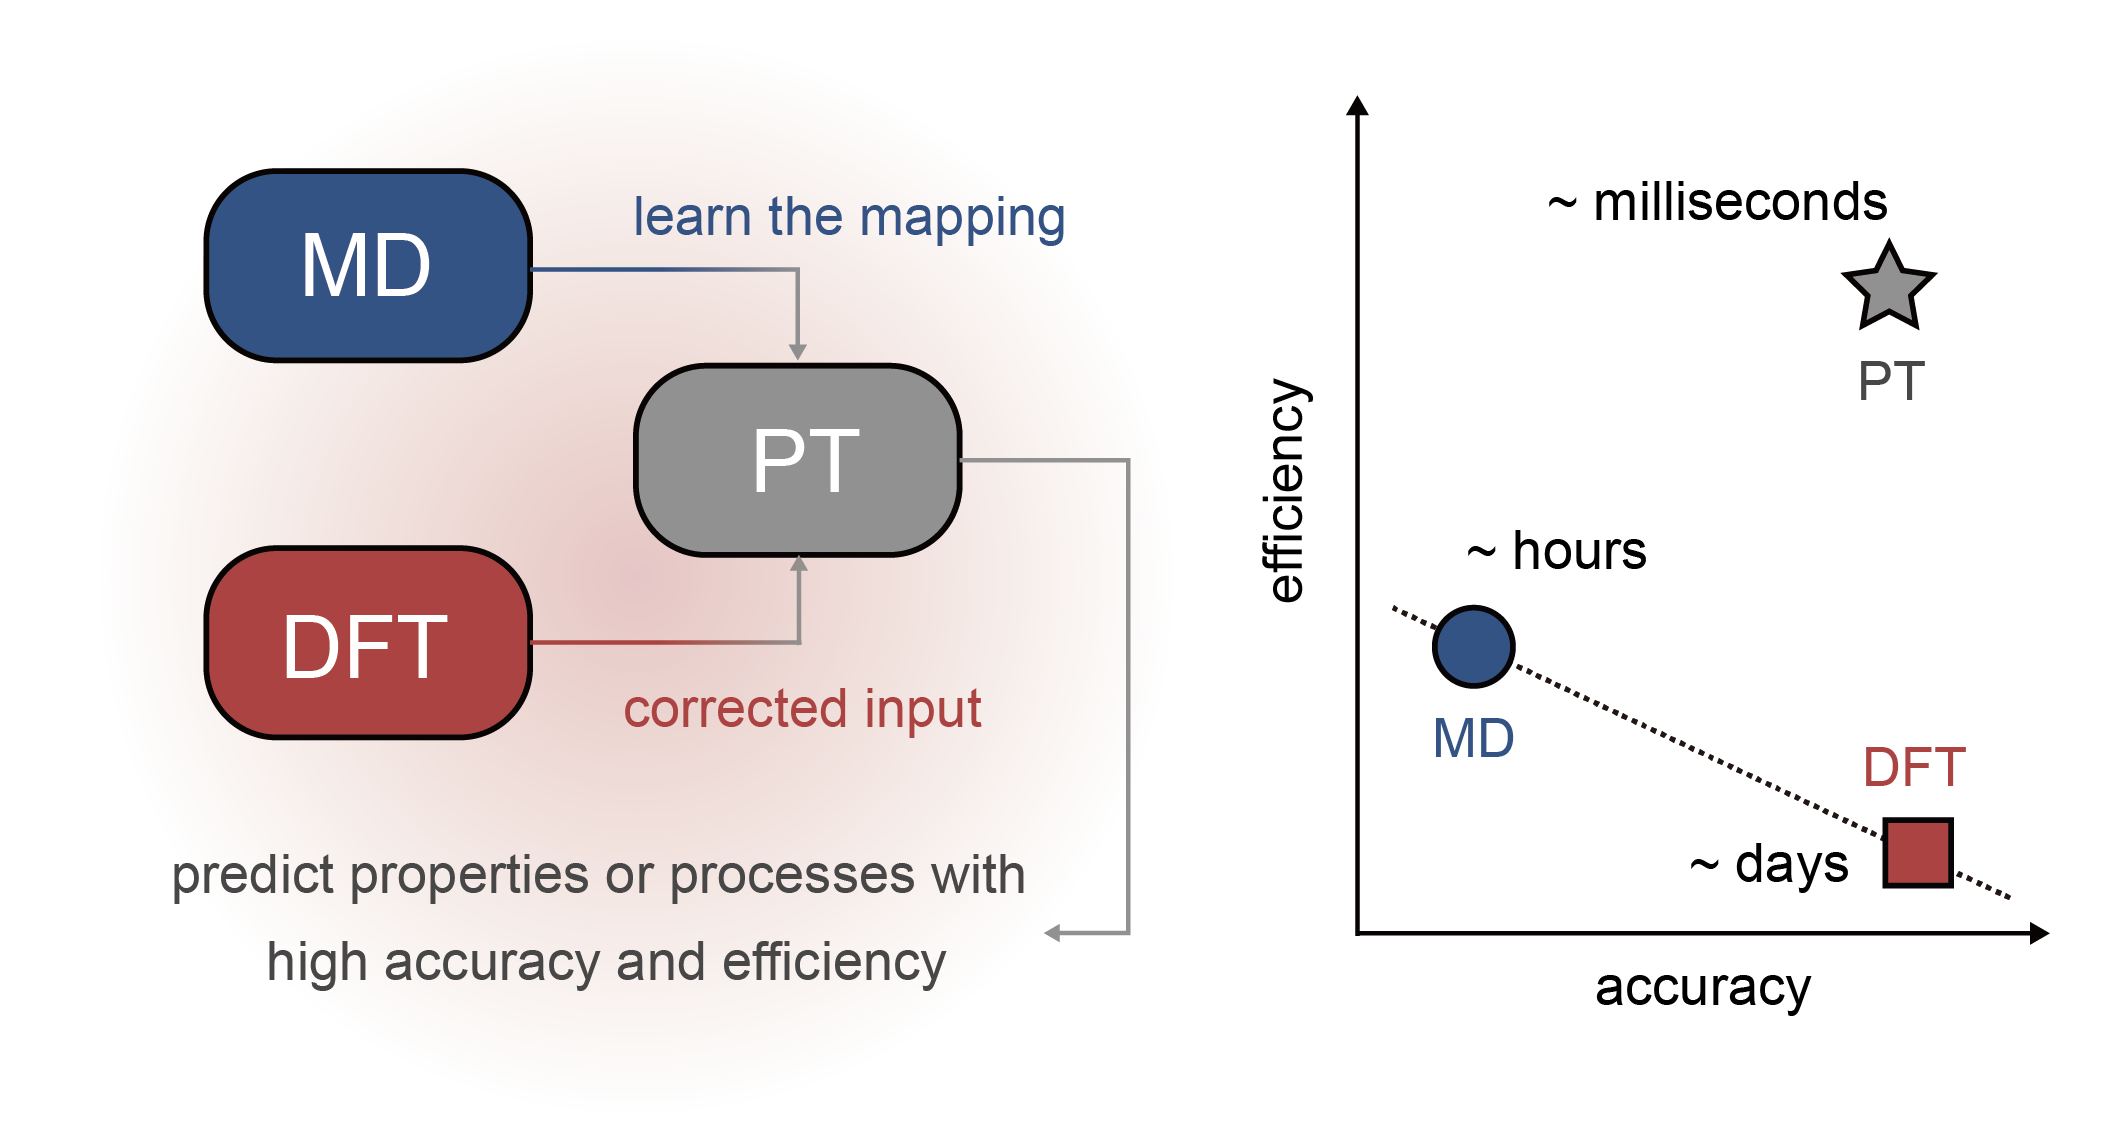 MD
learn the mapping
PT
DFT
corrected input
predict properties or processes with
high accuracy and efficiency
efficiency
~ milliseconds
PT
~ hours
MD
DFT
~ days
accuracy